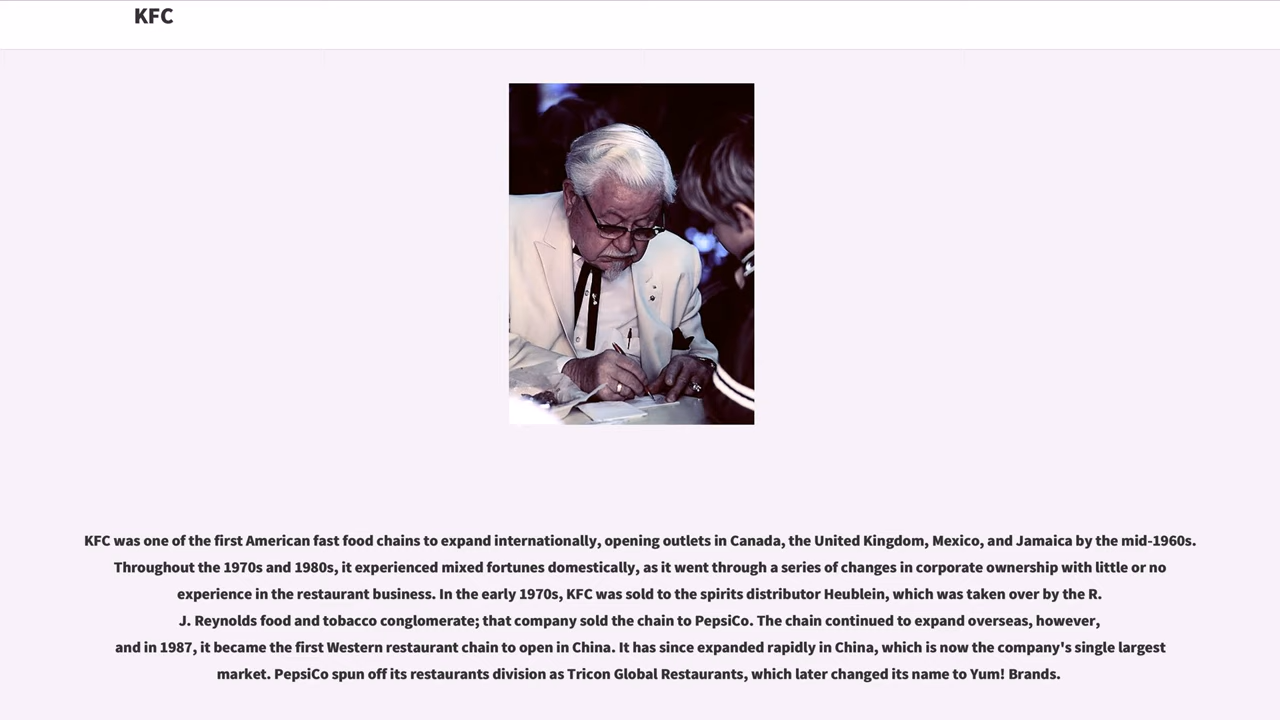 KFC
KFC was one of the first American fast food chains to expand internationally, opening outlets in Canada, the United Kingdom, Mexico, and Jamaica by the mid-1960s.
Throughout the 1970s and 1980s, it experienced mixed fortunes domestically, as it went through a series of changes in corporate ownership with little or no
experience in the restaurant business. In the early 1970s, KFC was sold to the spirits distributor Heublein, which was taken over by the R.
J. Reynolds food and tobacco conglomerate; that company sold the chain to PepsiCo. The chain continued to expand overseas, however,
and in 1987, it became the first Western restaurant chain to open in China. It has since expanded rapidly in China, which is now the company's single largest
market. PepsiCo spun off its restaurants division as Tricon Global Restaurants, which later changed its name to Yum! Brands.